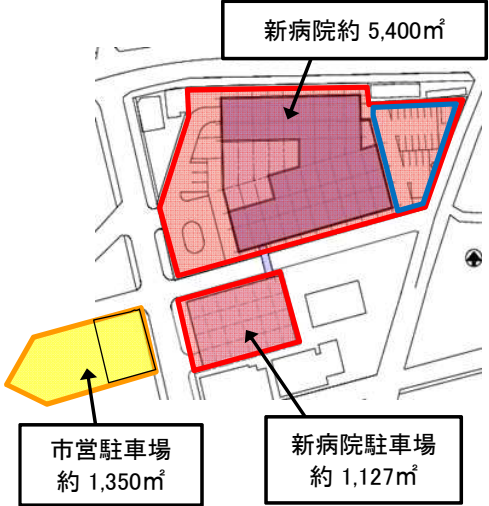 新病院約 5,400㎡
市営駐車場
約 1,350㎡
新病院駐車場
約 1,127㎡